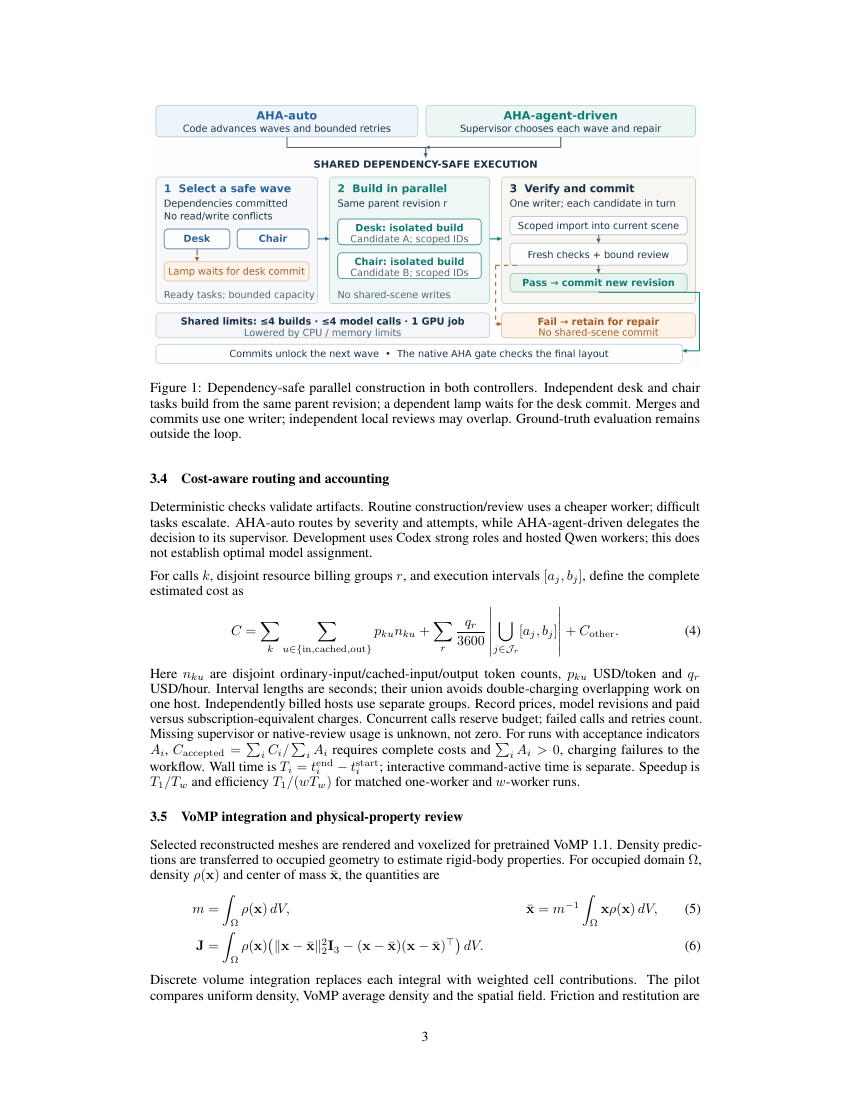 AHA-auto
Code advances waves and bounded retries
AHA-agent-driven
Supervisor chooses each wave and repair
SHARED DEPENDENCY-SAFE EXECUTION
1 Select a safe wave
Dependencies committed
No read/write conflicts
Desk
Chair
Lamp waits for desk commit
Ready tasks; bounded capacity
2 Build in parallel
Same parent revision r
Desk: isolated build
Candidate A; scoped IDs
Chair: isolated build
Candidate B; scoped IDs
No shared-scene writes
3 Verify and commit
One writer; each candidate in turn
Scoped import into current scene
Fresh checks + bound review
Pass → commit new revision
Shared limits: ≤4 builds · ≤4 model calls · 1 GPU job
Lowered by CPU / memory limits
Fail → retain for repair
No shared-scene commit
Commits unlock the next wave • The native AHA gate checks the final layout
Figure 1: Dependency-safe parallel construction in both controllers. Independent desk and chair
tasks build from the same parent revision; a dependent lamp waits for the desk commit. Merges and
commits use one writer; independent local reviews may overlap. Ground-truth evaluation remains
outside the loop.
3.4 Cost-aware routing and accounting
Deterministic checks validate artifacts. Routine construction/review uses a cheaper worker; difficult
tasks escalate. AHA-auto routes by severity and attempts, while AHA-agent-driven delegates the
decision to its supervisor. Development uses Codex strong roles and hosted Qwen workers; this does
not establish optimal model assignment.
For calls k, disjoint resource billing groups r, and execution intervals [a_j, b_j], define the complete
estimated cost as
C = ∑_k ∑_{u∈{in,cached,out}} p_{ku} n_{ku} + ∑_r (q_r / 3600) |⋃_{j∈𝒥_r} [a_j, b_j]| + C_other. (4)
Here n_{ku} are disjoint ordinary-input/cached-input/output token counts, p_{ku} USD/token and q_r
USD/hour. Interval lengths are seconds; their union avoids double-charging overlapping work on
one host. Independently billed hosts use separate groups. Record prices, model revisions and paid
versus subscription-equivalent charges. Concurrent calls reserve budget; failed calls and retries count.
Missing supervisor or native-review usage is unknown, not zero. For runs with acceptance indicators
A_i, C_accepted = ∑_i C_i / ∑_i A_i requires complete costs and ∑_i A_i > 0, charging failures to the
workflow. Wall time is T_i = t_i^end − t_i^start; interactive command-active time is separate. Speedup is
T_1/T_w and efficiency T_1/(wT_w) for matched one-worker and w-worker runs.
3.5 VoMP integration and physical-property review
Selected reconstructed meshes are rendered and voxelized for pretrained VoMP 1.1. Density predic-
tions are transferred to occupied geometry to estimate rigid-body properties. For occupied domain Ω,
density ρ(x) and center of mass x̄, the quantities are
m = ∫_Ω ρ(x) dV, x̄ = m^{−1} ∫_Ω xρ(x) dV, (5)
J = ∫_Ω ρ(x)(‖x − x̄‖_2^2 I_3 − (x − x̄)(x − x̄)^⊤) dV. (6)
Discrete volume integration replaces each integral with weighted cell contributions. The pilot
compares uniform density, VoMP average density and the spatial field. Friction and restitution are
3